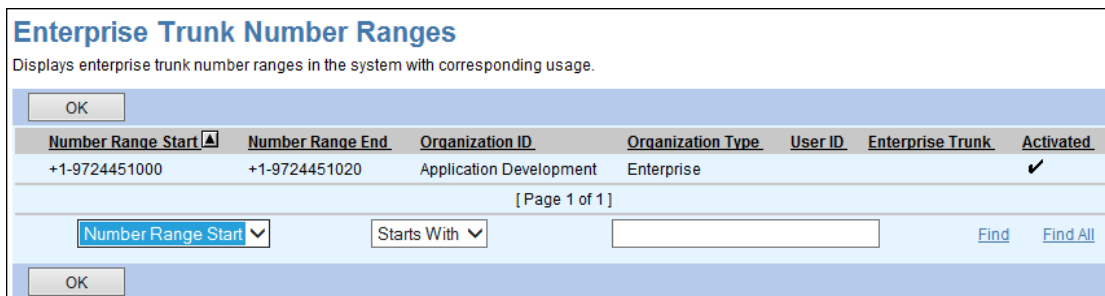 Enterprise Trunk Number Ranges
Displays enterprise trunk number ranges in the system with corresponding usage.
OK
Number Range Start Number Range End Organization ID Organization Type User ID Enterprise Trunk Activated
+1-9724451000 +1-9724451020 Application Development Enterprise ✔
[ Page 1 of 1 ]
Number Range Start Starts With Find Find All
OK